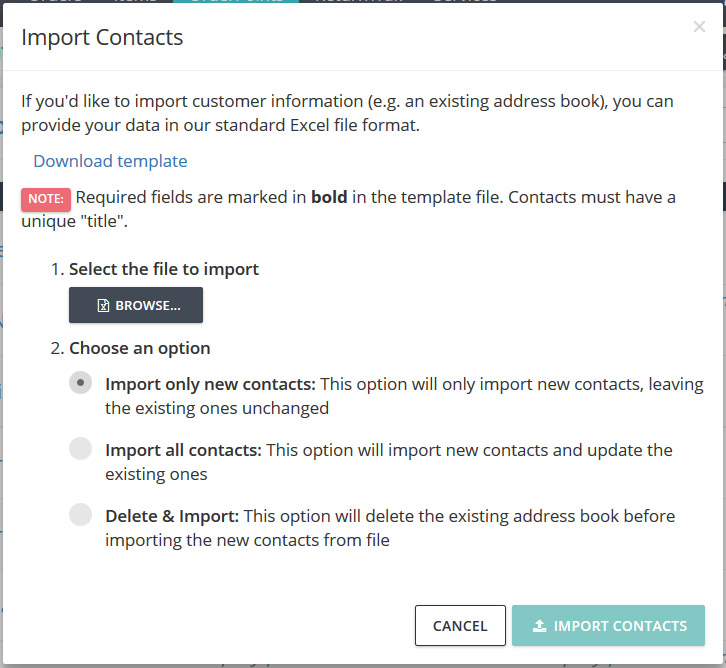 Import Contacts
×
If you'd like to import customer information (e.g. an existing address book), you can
provide your data in our standard Excel file format.
Download template
NOTE: Required fields are marked in bold in the template file. Contacts must have a
unique "title".
1. Select the file to import
BROWSE...
2. Choose an option
Import only new contacts: This option will only import new contacts, leaving
the existing ones unchanged
Import all contacts: This option will import new contacts and update the
existing ones
Delete & Import: This option will delete the existing address book before
importing the new contacts from file
CANCEL
IMPORT CONTACTS